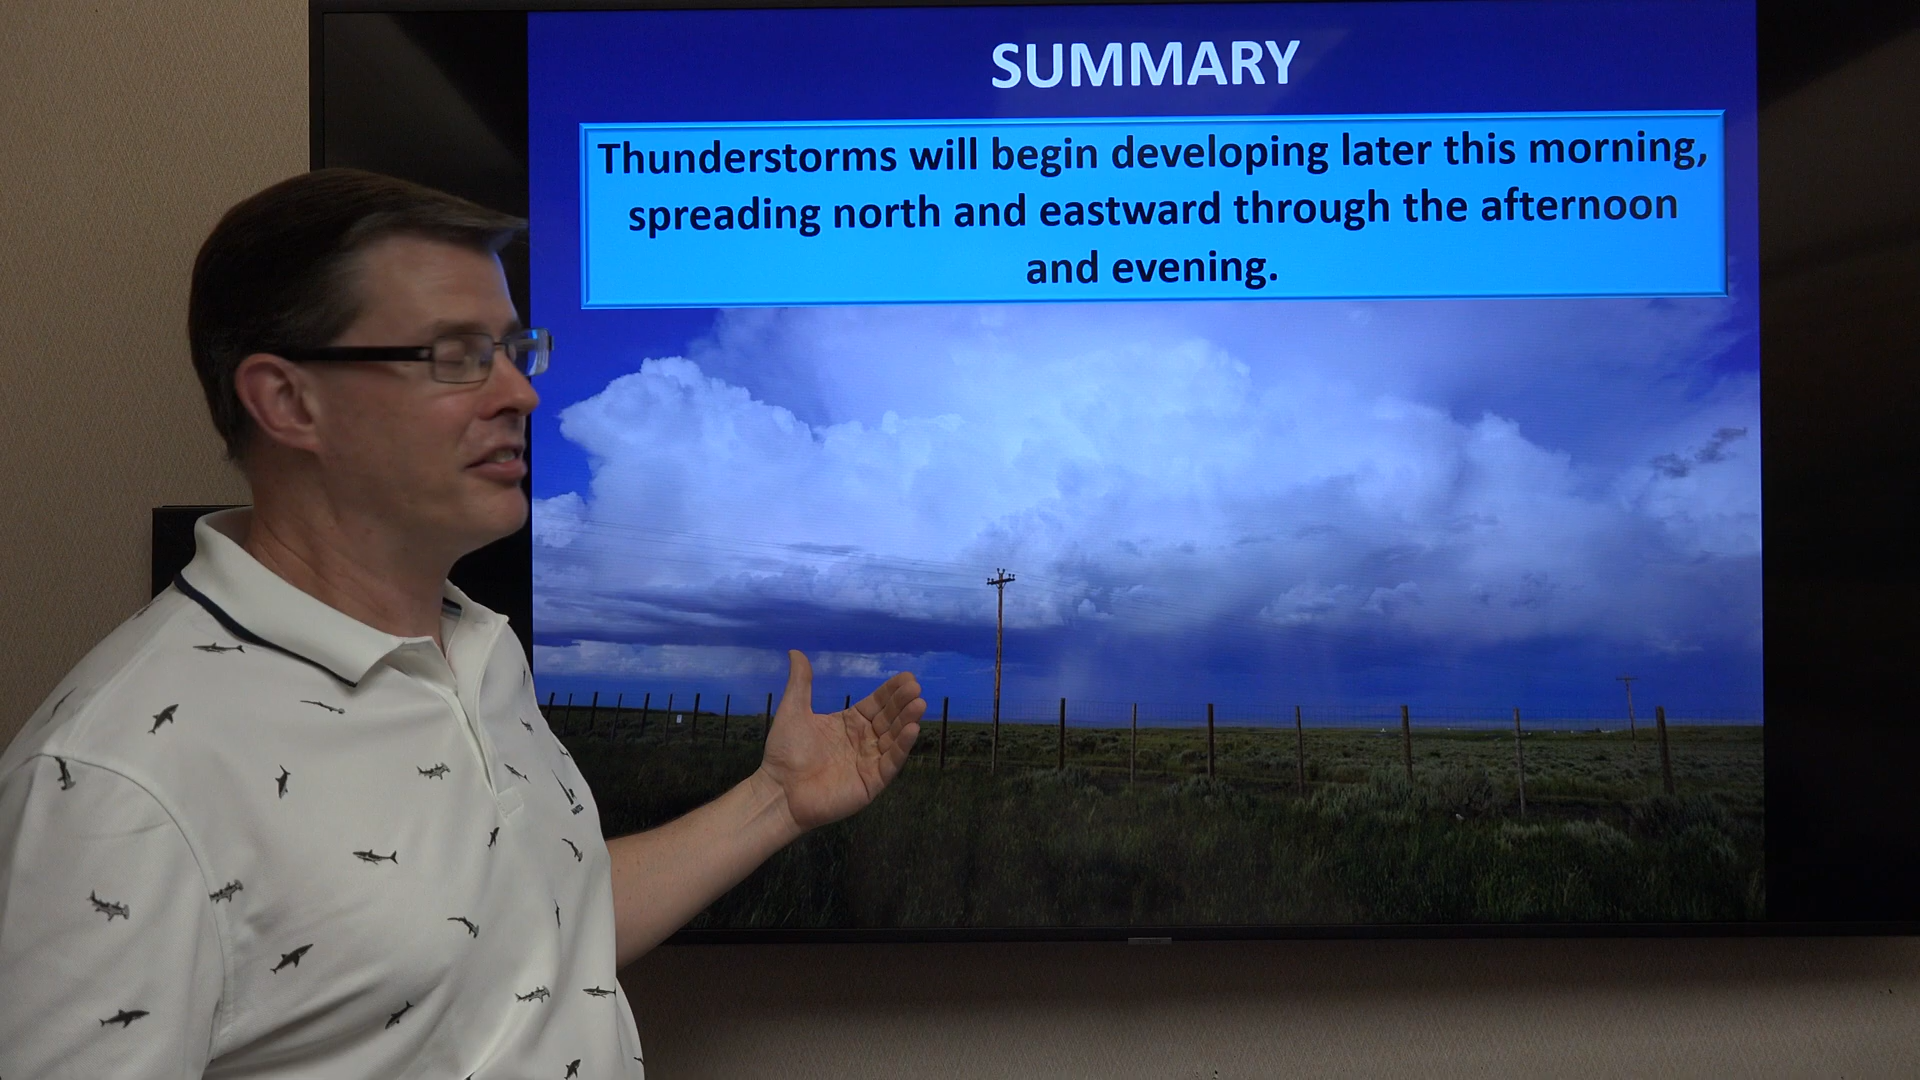 SUMMARY
Thunderstorms will begin developing later this morning,
spreading north and eastward through the afternoon
and evening.